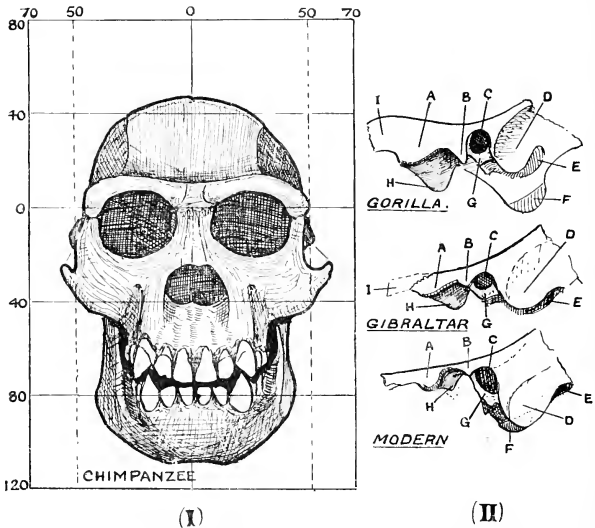 70 50 0 50 70
80
40
0
40
80
120
CHIMPANZEE
(I)
I A B C D
E
F
G
H
GORILLA.
A B C D
I
E
G
H
GIBRALTAR
A B C
E
D
H
G
F
MODERN
(II)